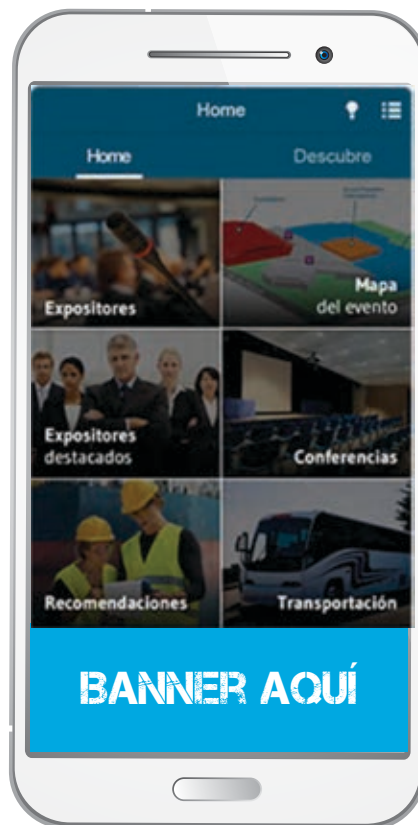 Home
Home
Descubre
Expositores
Mapa
del evento
Expositores
destacados
Conferencias
Recomendaciones
Transportación
BANNER AQUÍ